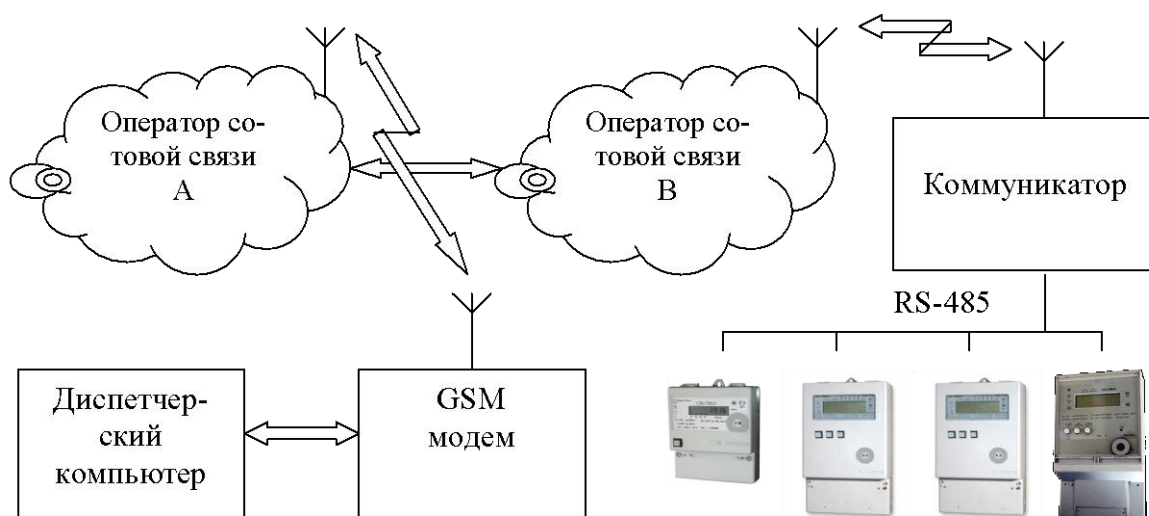 Оператор со-
товой связи
А
Оператор со-
товой связи
В
Коммуникатор
RS-485
Диспетчер-
ский
компьютер
GSM
модем